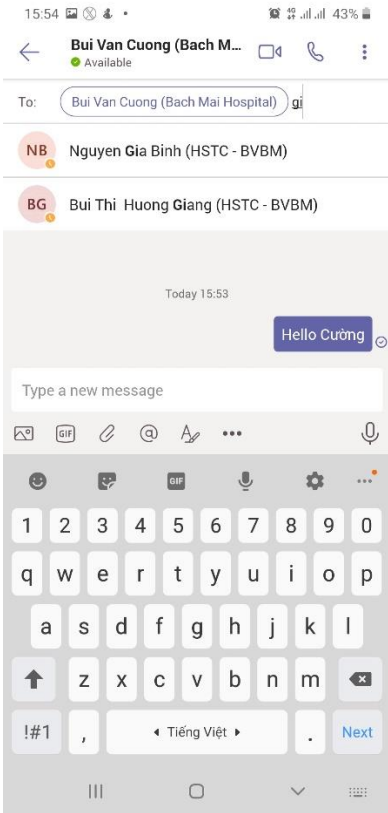 15:54 43%
Bui Van Cuong (Bach M...
Available
To: Bui Van Cuong (Bach Mai Hospital) gi
NB Nguyen Gia Binh (HSTC - BVBM)
BG Bui Thi Huong Giang (HSTC - BVBM)
Today 15:53
Hello Cường
Type a new message
GIF
GIF
1 2 3 4 5 6 7 8 9 0
q w e r t y u i o p
a s d f g h j k l
z x c v b n m
!#1 , Tiếng Việt . Next